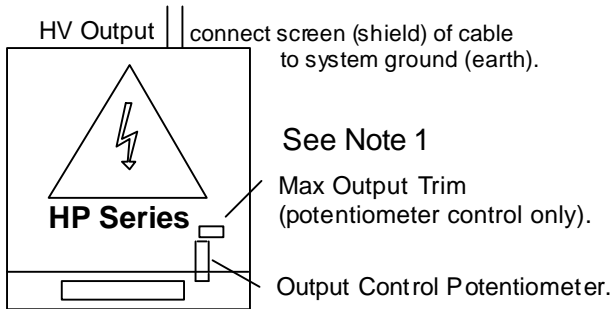 HV Output connect screen (shield) of cable
to system ground (earth).
See Note 1
Max Output Trim
(potentiometer control only).
HP Series
Output Control Potentiometer.